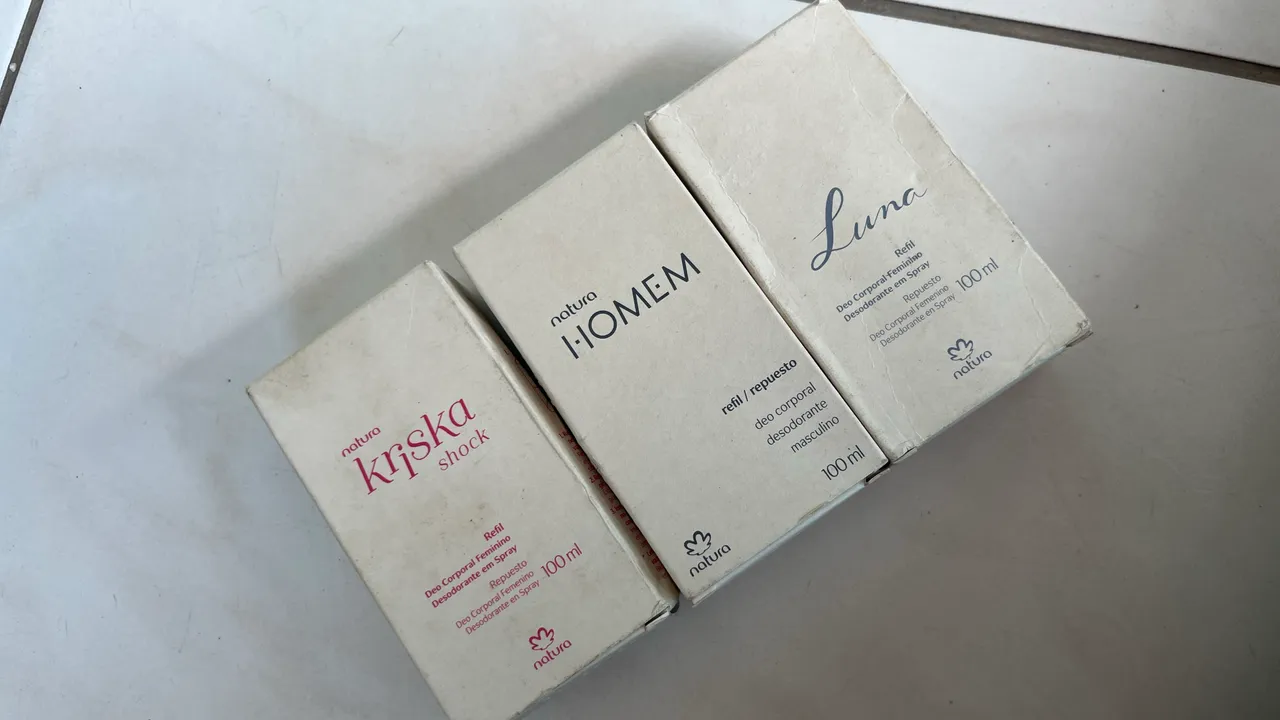 natura
kriska
shock
Refil
Deo Corporal Feminino
Desodorante em Spray
Repuesto
Deo Corporal Femenino
Desodorante en Spray
100 ml
natura
natura
HOMEM
refil / repuesto
deo corporal
desodorante
masculino
100 ml
natura
Luna
Refil
Deo Corporal Feminino
Desodorante em Spray
Repuesto
Deo Corporal Femenino
Desodorante en Spray
100 ml
natura